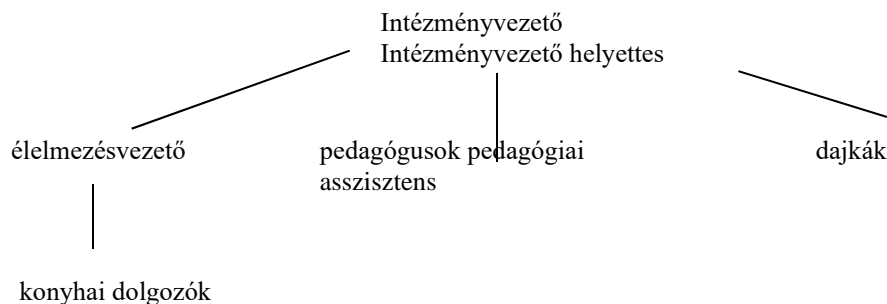 Intézményvezető
Intézményvezető helyettes
élelmezésvezető
pedagógusok pedagógiai
asszisztens
dajkák
konyhai dolgozók